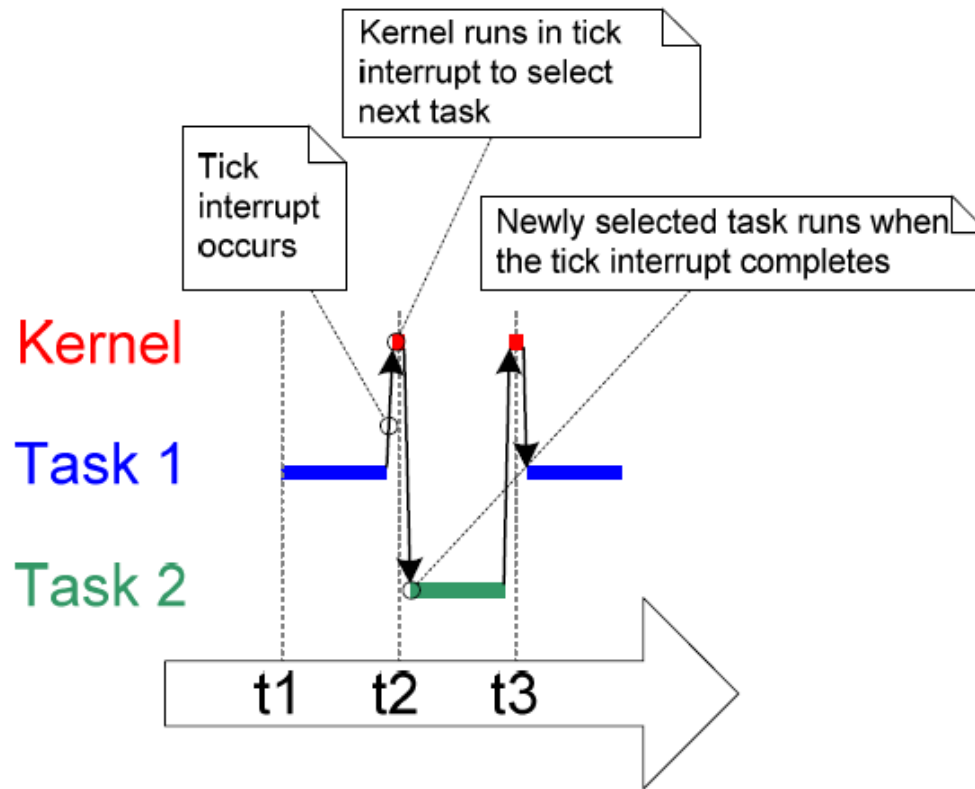 Kernel runs in tick
interrupt to select
next task
Tick
interrupt
occurs
Newly selected task runs when
the tick interrupt completes
Kernel
Task 1
Task 2
t1 t2 t3